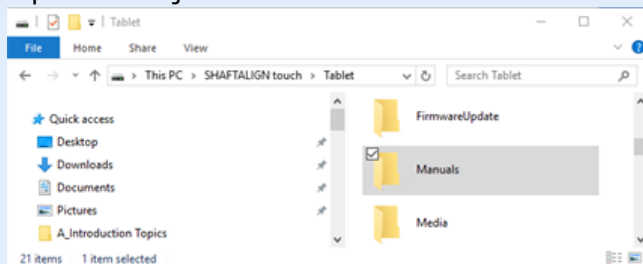 Tablet
File Home Share View
This PC > SHAFTALIGN touch > Tablet Search Tablet
Quick access
Desktop
Downloads
Documents
Pictures
A_Introduction Topics
FirmwareUpdate
Manuals
Media
21 items 1 item selected